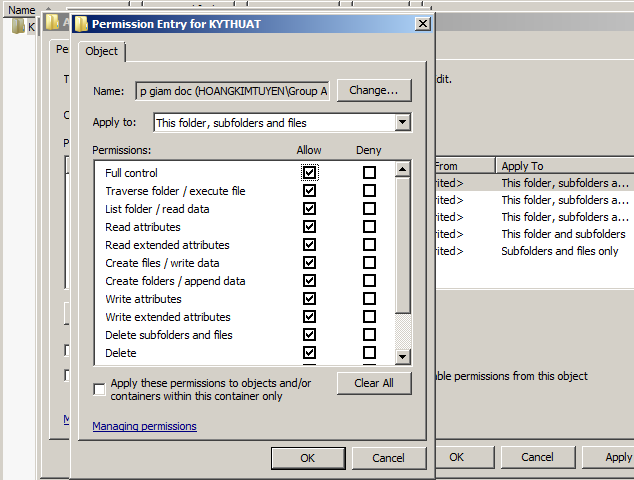 Name
Permission Entry for KYTHUAT
Object
Name:
p giam doc (HOANGKIMTUYEN\Group A
Change...
Apply to:
This folder, subfolders and files
Permissions:
Allow
Deny
Full control
Traverse folder / execute file
List folder / read data
Read attributes
Read extended attributes
Create files / write data
Create folders / append data
Write attributes
Write extended attributes
Delete subfolders and files
Delete
Apply these permissions to objects and/or
containers within this container only
Clear All
Managing permissions
OK
Cancel
dit.
From
Apply To
rited>
This folder, subfolders a...
rited>
This folder, subfolders a...
rited>
This folder, subfolders a...
rited>
This folder and subfolders
rited>
Subfolders and files only
able permissions from this object
OK
Cancel
Apply